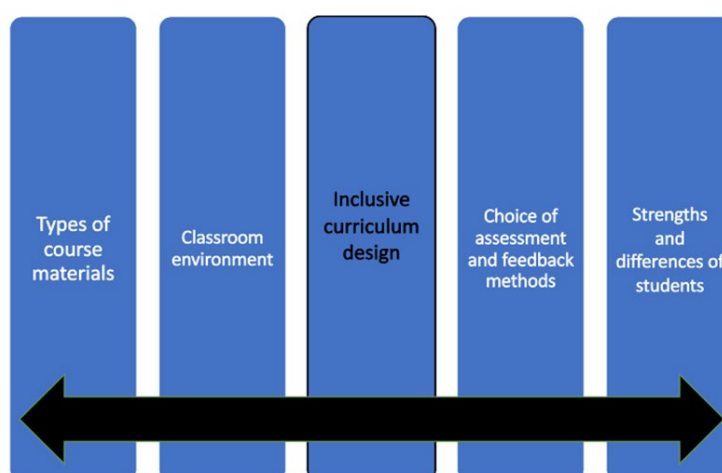 Types of
course
materials
Classroom
environment
Inclusive
curriculum
design
Choice of
assessment
and feedback
methods
Strengths
and
differences of
students